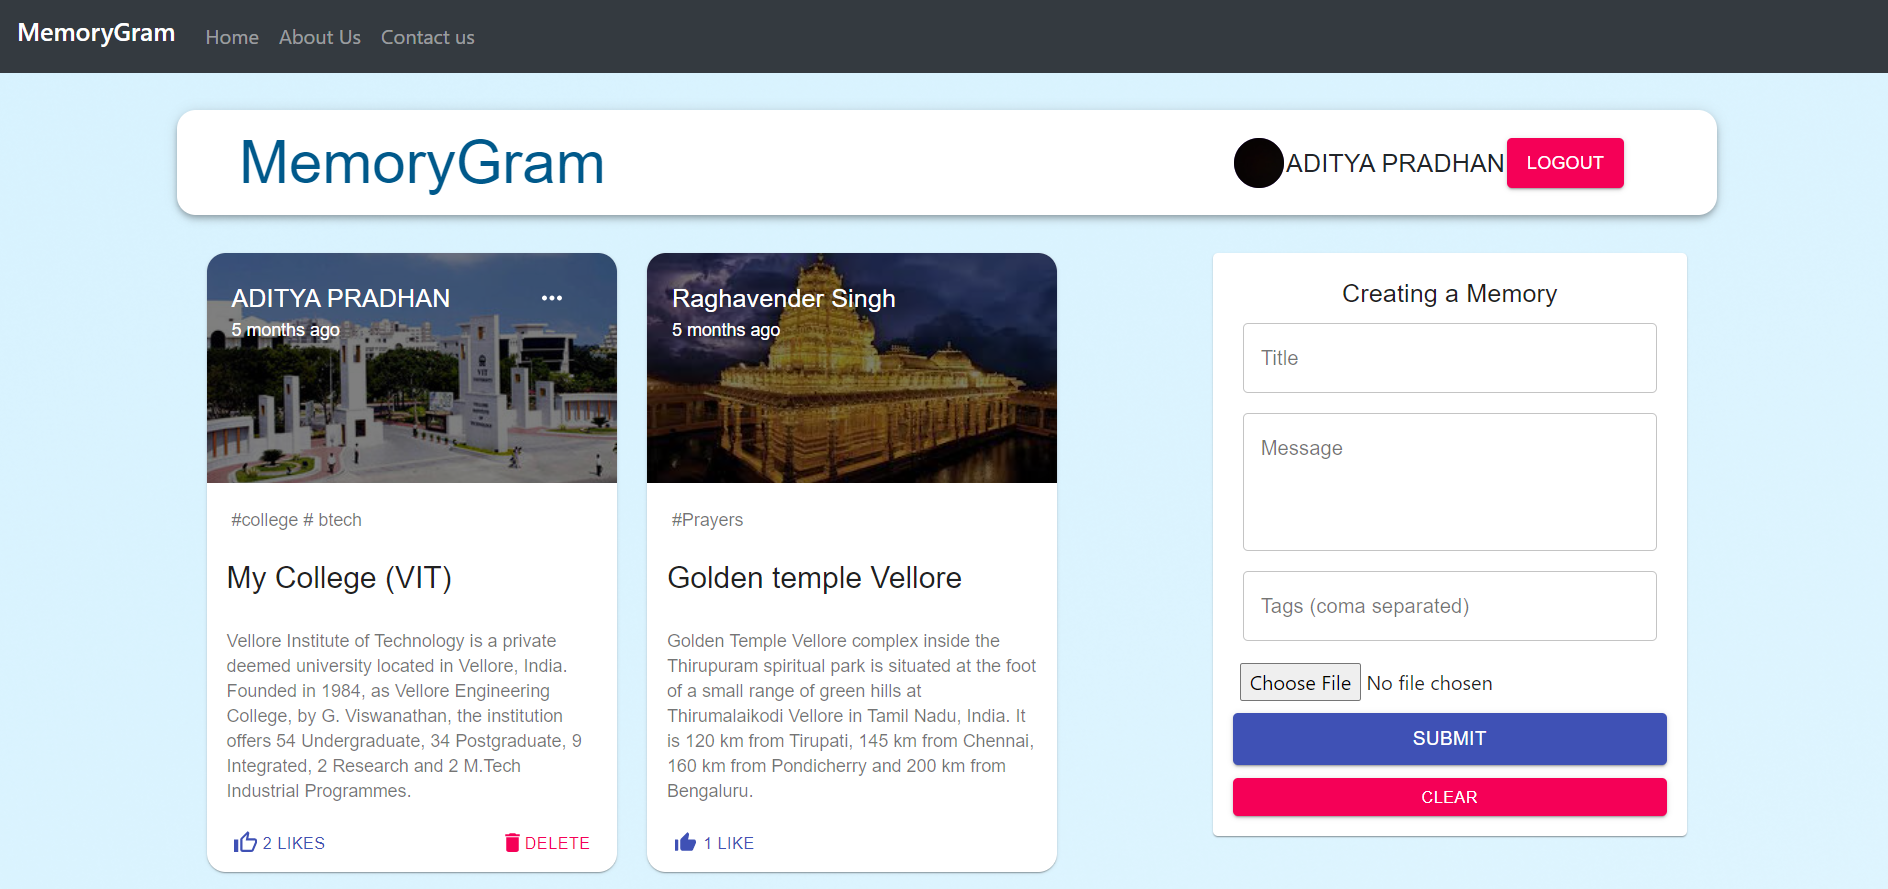 MemoryGram
Home
About Us
Contact us
MemoryGram
ADITYA PRADHAN
LOGOUT
ADITYA PRADHAN
5 months ago
VIT
#college # btech
My College (VIT)
Vellore Institute of Technology is a private
deemed university located in Vellore, India.
Founded in 1984, as Vellore Engineering
College, by G. Viswanathan, the institution
offers 54 Undergraduate, 34 Postgraduate, 9
Integrated, 2 Research and 2 M.Tech
Industrial Programmes.
2 LIKES
DELETE
Raghavender Singh
5 months ago
#Prayers
Golden temple Vellore
Golden Temple Vellore complex inside the
Thirupuram spiritual park is situated at the foot
of a small range of green hills at
Thirumalaikodi Vellore in Tamil Nadu, India. It
is 120 km from Tirupati, 145 km from Chennai,
160 km from Pondicherry and 200 km from
Bengaluru.
1 LIKE
Creating a Memory
Title
Message
Tags (coma separated)
Choose File No file chosen
SUBMIT
CLEAR